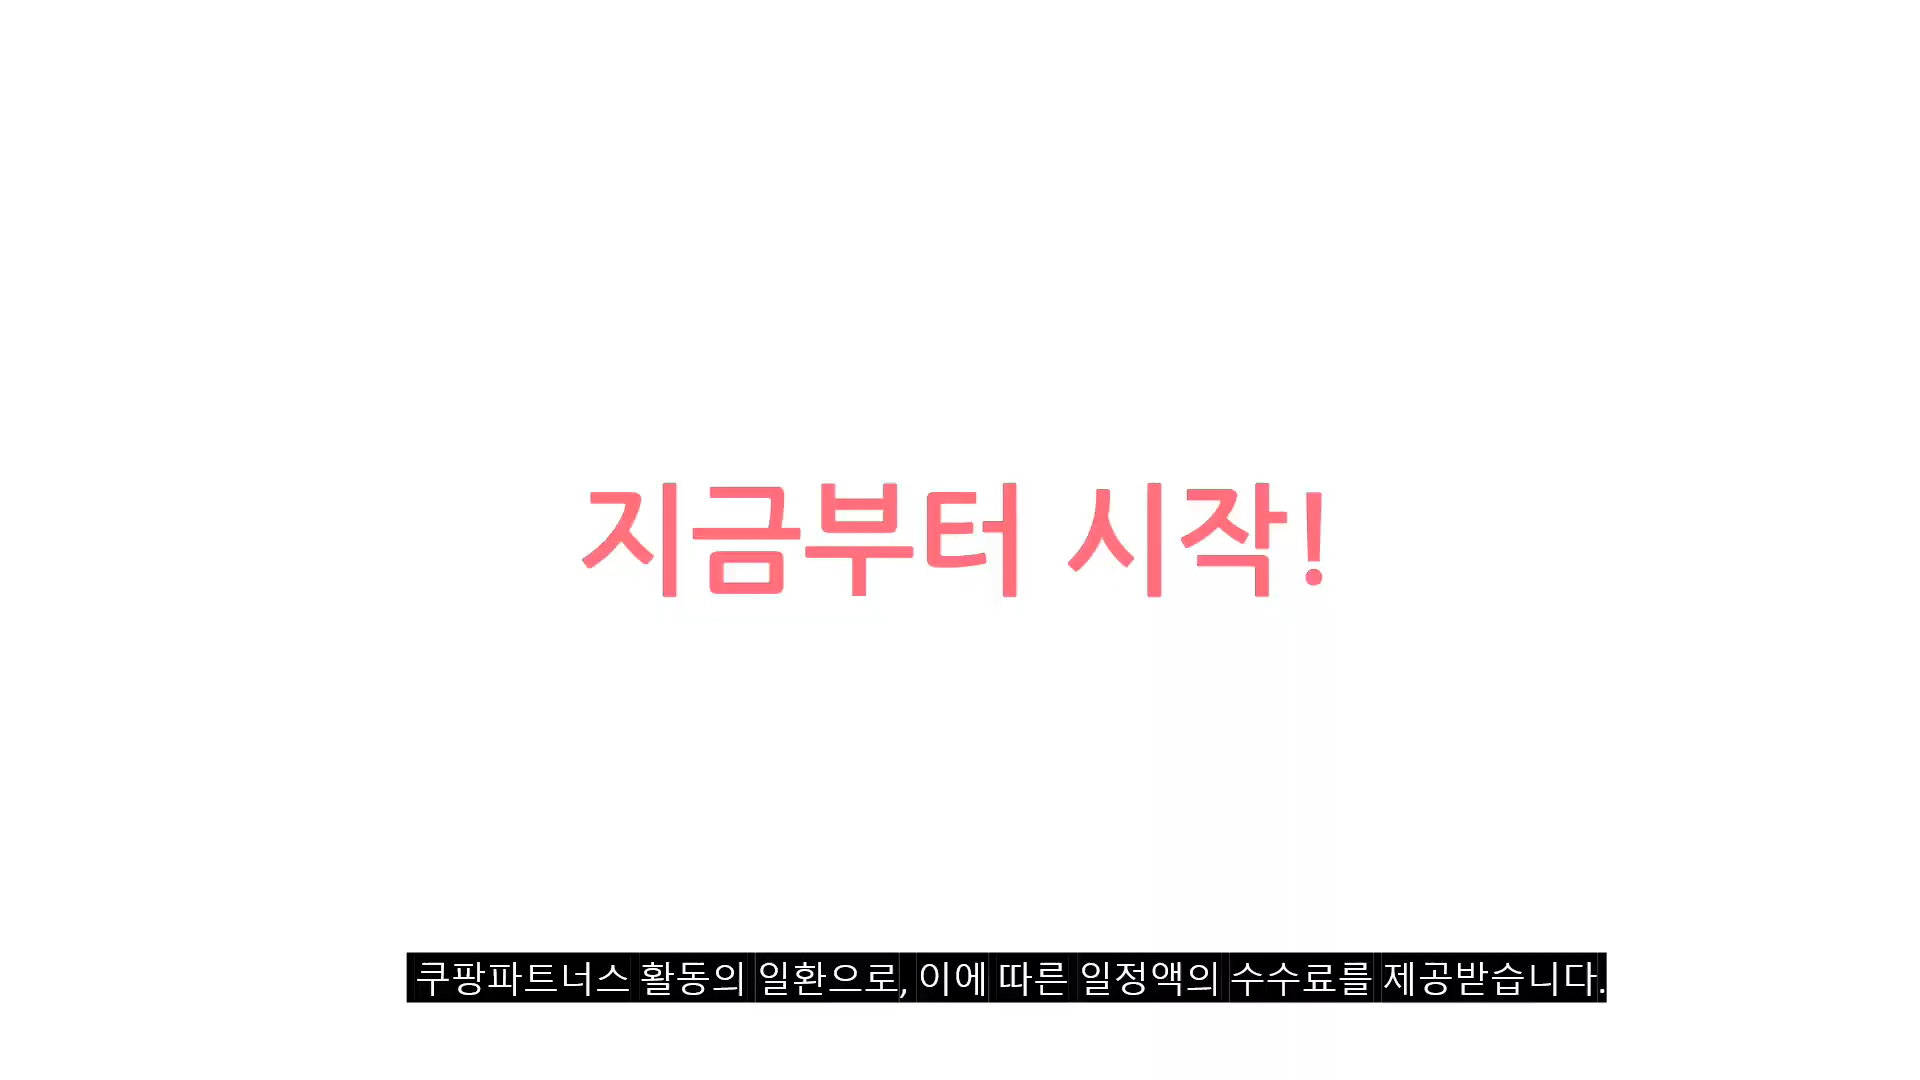 지금부터 시작!
쿠팡파트너스 활동의 일환으로, 이에 따른 일정액의 수수료를 제공받습니다.